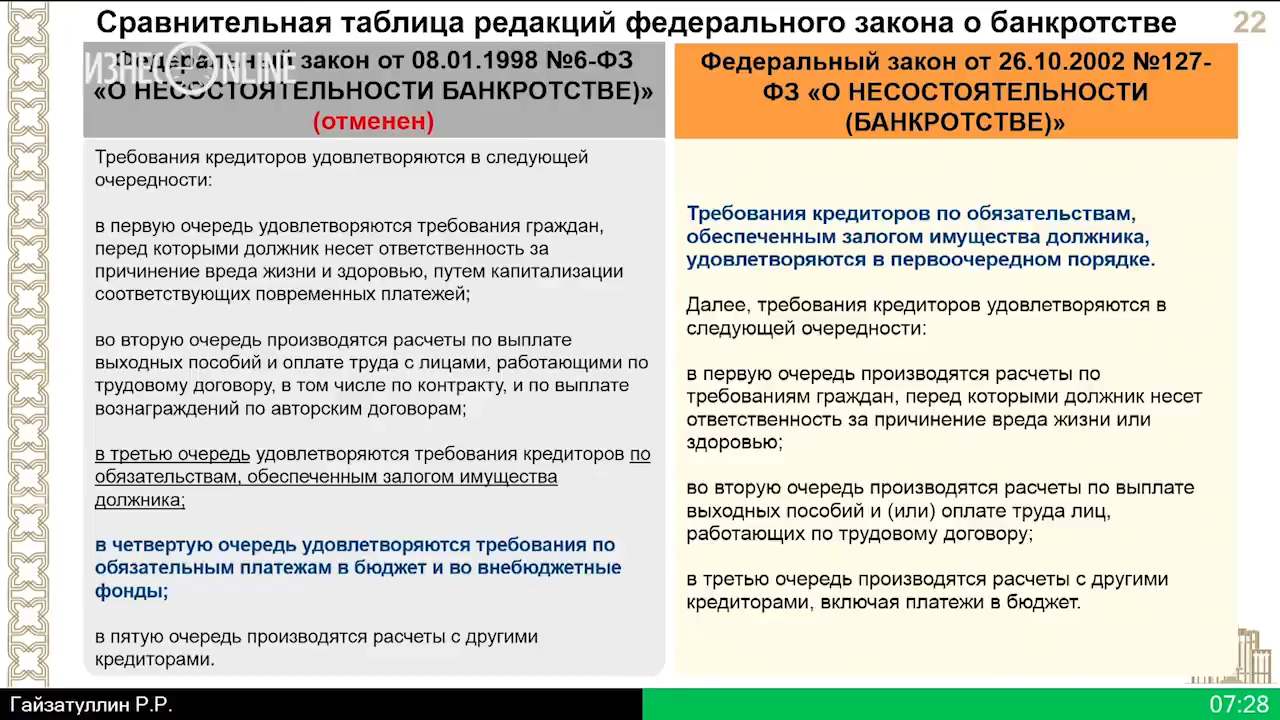 Сравнительная таблица редакций федерального закона о банкротстве
22
ИЗНЕС ONLINE
Федеральный закон от 08.01.1998 №6-ФЗ
«О НЕСОСТОЯТЕЛЬНОСТИ БАНКРОТСТВЕ)»
(отменен)
Требования кредиторов удовлетворяются в следующей
очередности:
в первую очередь удовлетворяются требования граждан,
перед которыми должник несет ответственность за
причинение вреда жизни и здоровью, путем капитализации
соответствующих повременных платежей;
во вторую очередь производятся расчеты по выплате
выходных пособий и оплате труда с лицами, работающими по
трудовому договору, в том числе по контракту, и по выплате
вознаграждений по авторским договорам;
в третью очередь удовлетворяются требования кредиторов по
обязательствам, обеспеченным залогом имущества
должника;
в четвертую очередь удовлетворяются требования по
обязательным платежам в бюджет и во внебюджетные
фонды;
в пятую очередь производятся расчеты с другими
кредиторами.
Федеральный закон от 26.10.2002 №127-
ФЗ «О НЕСОСТОЯТЕЛЬНОСТИ
(БАНКРОТСТВЕ)»
Требования кредиторов по обязательствам,
обеспеченным залогом имущества должника,
удовлетворяются в первоочередном порядке.
Далее, требования кредиторов удовлетворяются в
следующей очередности:
в первую очередь производятся расчеты по
требованиям граждан, перед которыми должник несет
ответственность за причинение вреда жизни или
здоровью;
во вторую очередь производятся расчеты по выплате
выходных пособий и (или) оплате труда лиц,
работающих по трудовому договору;
в третью очередь производятся расчеты с другими
кредиторами, включая платежи в бюджет.
Гайзатуллин Р.Р.
07:28